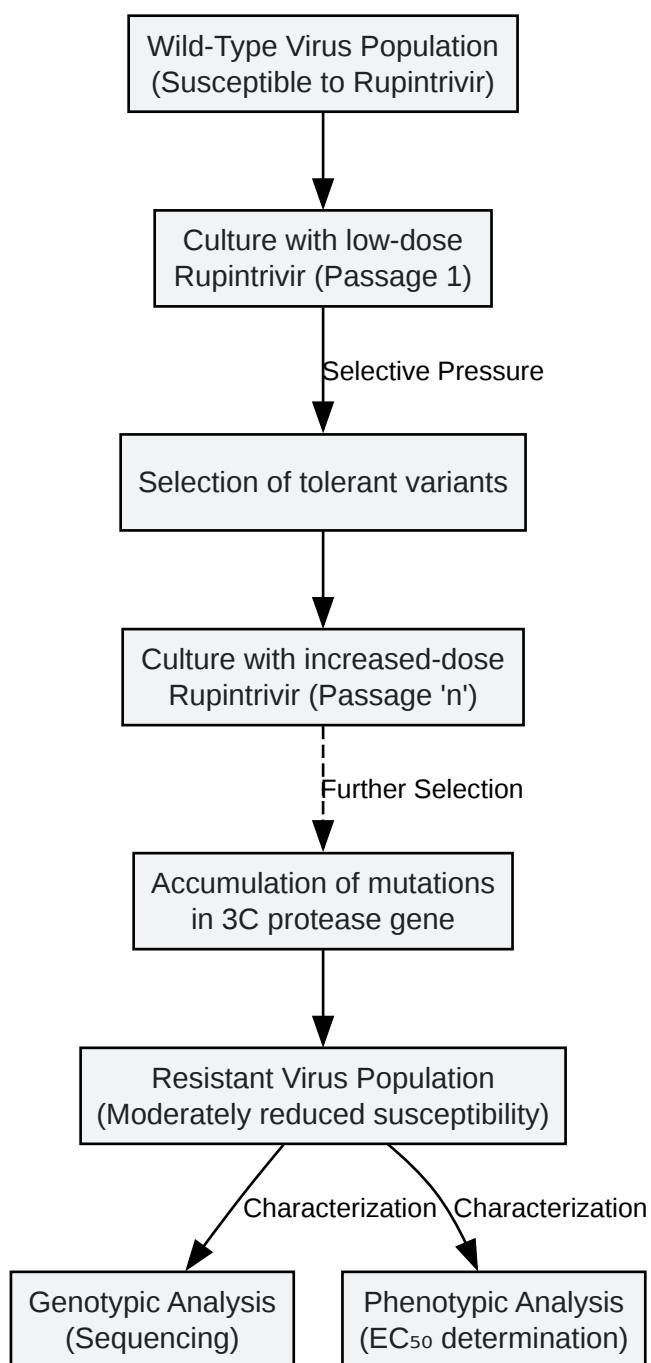 Wild-Type Virus Population
(Susceptible to Rupintrivir)
Culture with low-dose
Rupintrivir (Passage 1)
Selective Pressure
Selection of tolerant variants
Culture with increased-dose
Rupintrivir (Passage 'n')
Further Selection
Accumulation of mutations
in 3C protease gene
Resistant Virus Population
(Moderately reduced susceptibility)
Characterization
Characterization
Genotypic Analysis
(Sequencing)
Phenotypic Analysis
(EC₅₀ determination)